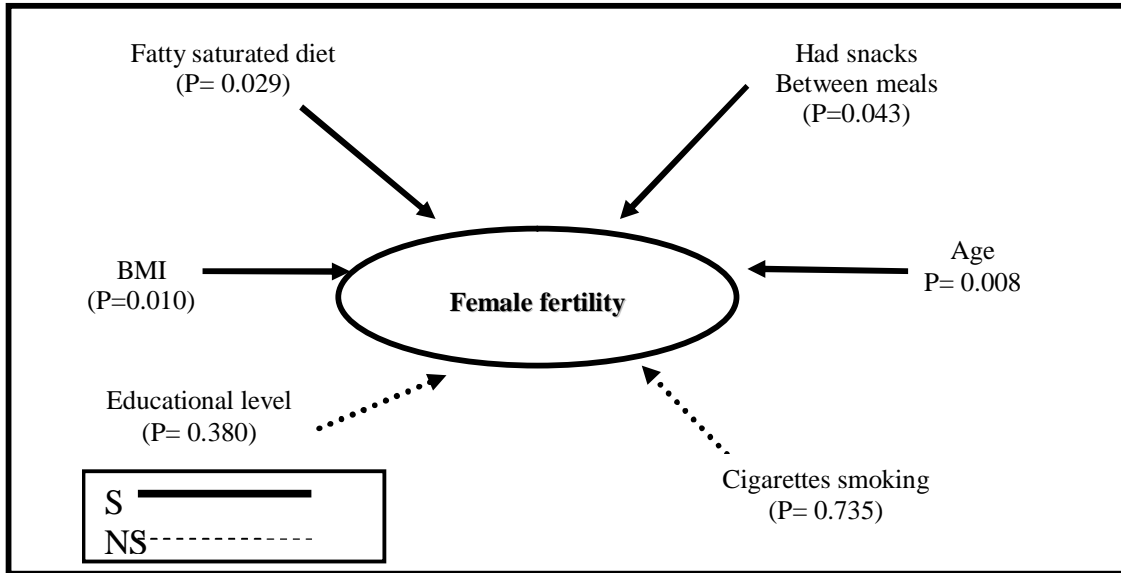 Fatty saturated diet
(P= 0.029)
Had snacks
Between meals
(P=0.043)
BMI
(P=0.010)
Age
P= 0.008
Female fertility
Educational level
(P= 0.380)
Cigarettes smoking
(P= 0.735)
S
NS